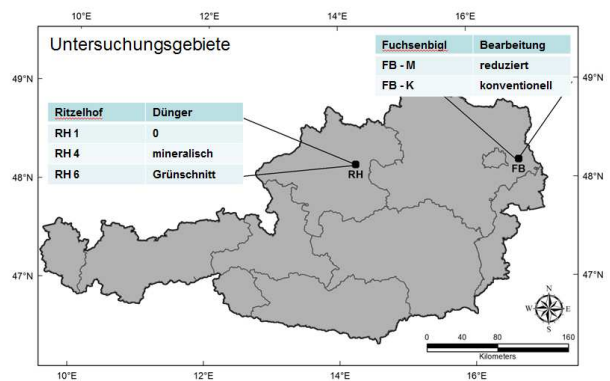 10°E 12°E 14°E 16°E
Untersuchungsgebiete
Fuchsenbigl Bearbeitung
FB - M reduziert
FB - K konventionell
49°N 49°N
Ritzelhof Dünger
RH 1 0
RH 4 mineralisch
RH 6 Grünschnitt
RH
FB
48°N 48°N
47°N 47°N
N
W E
S
0 40 80 160
Kilometers
10°E 12°E 14°E 16°E